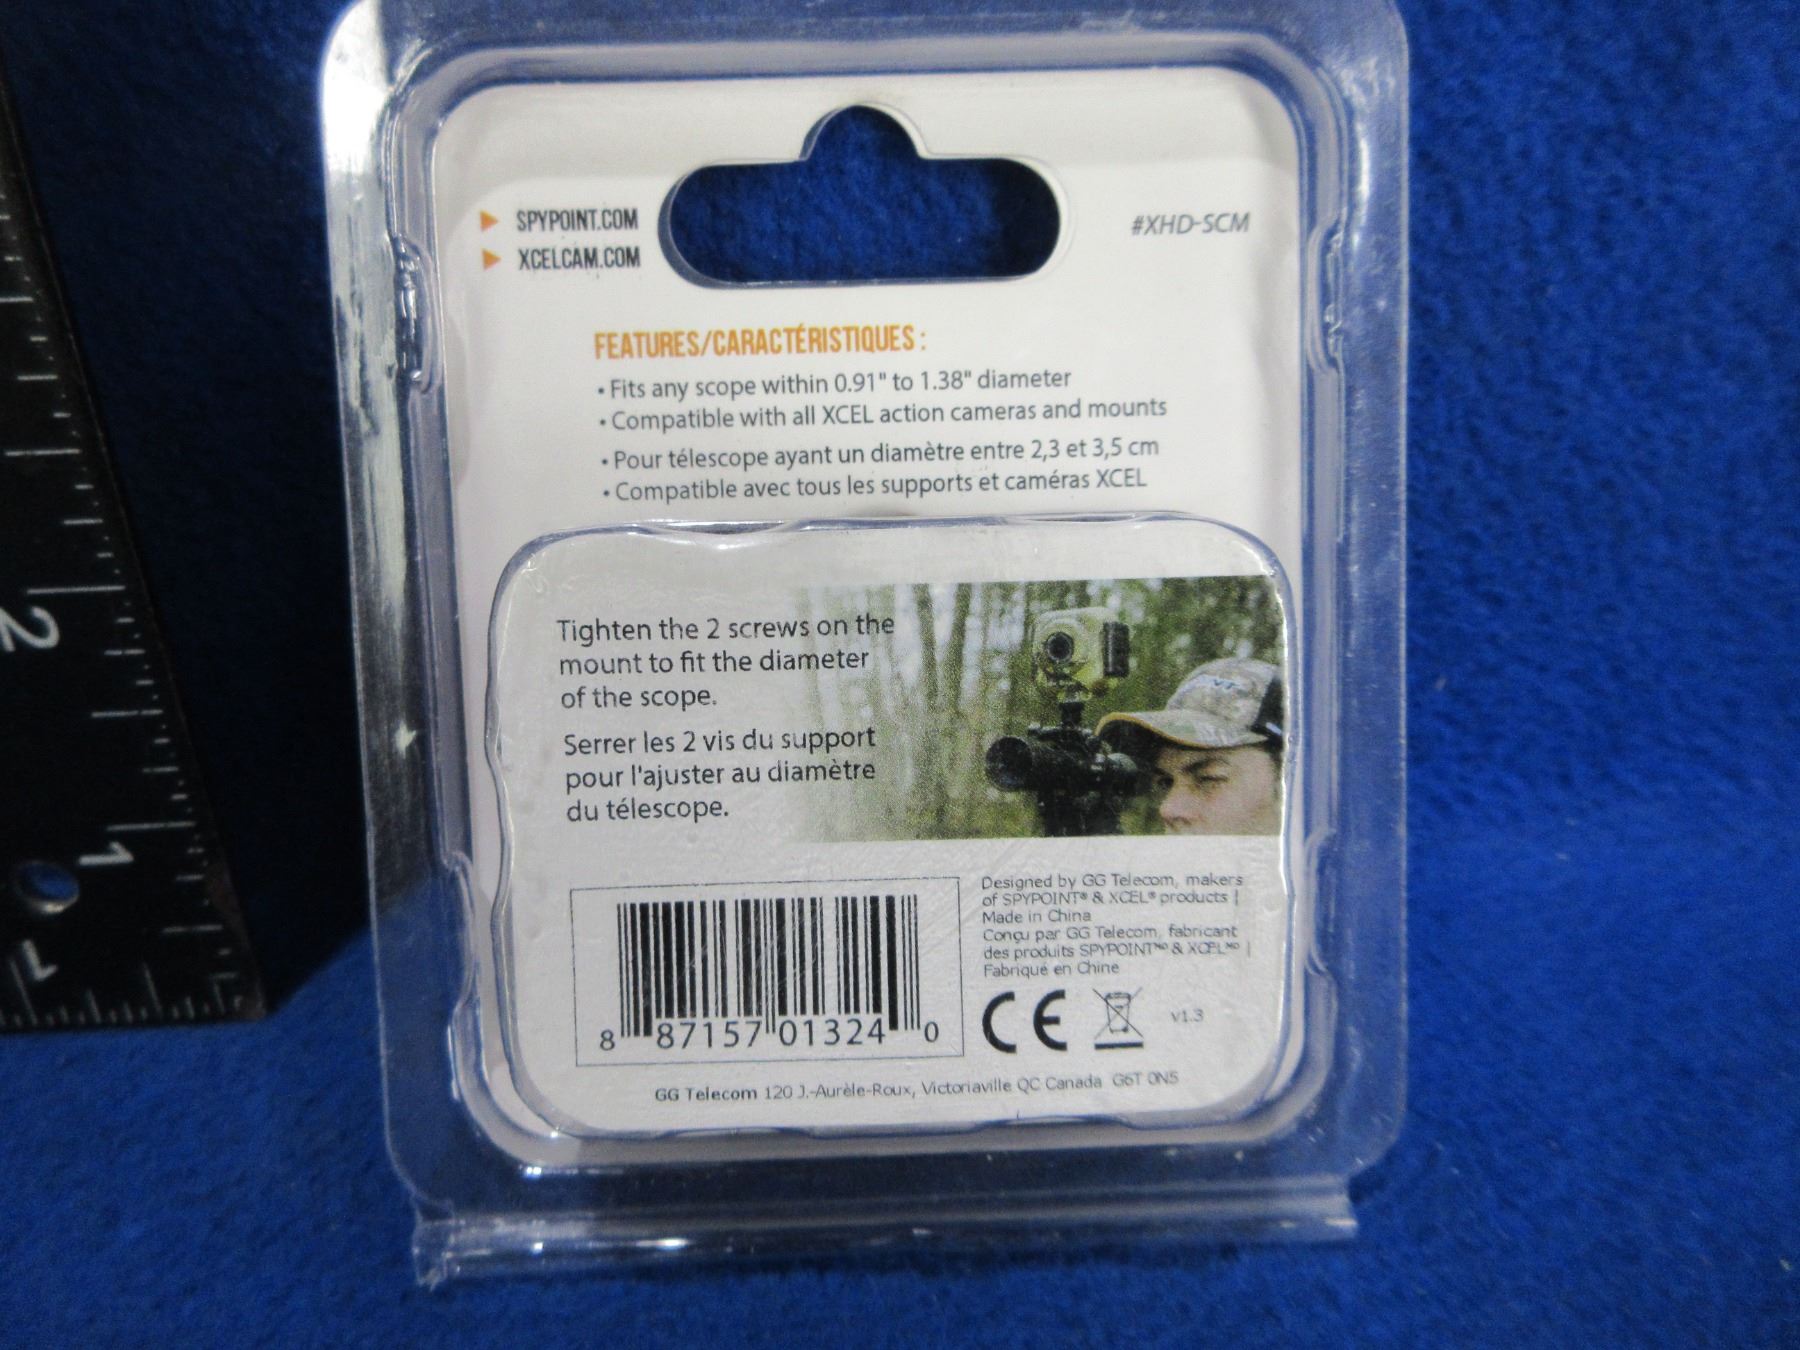 SPYPOINT.COM
XCELCAM.COM
#XHD-SCM
FEATURES/CARACTÉRISTIQUES :
• Fits any scope within 0.91" to 1.38" diameter
• Compatible with all XCEL action cameras and mounts
• Pour télescope ayant un diamètre entre 2,3 et 3,5 cm
• Compatible avec tous les supports et caméras XCEL
Tighten the 2 screws on the
mount to fit the diameter
of the scope.
Serrer les 2 vis du support
pour l'ajuster au diamètre
du télescope.
Designed by GG Telecom, makers
of SPYPOINT® & XCEL® products |
Made in China
Conçu par GG Telecom, fabricant
des produits SPYPOINT MD & XCEL MD |
Fabriqué en Chine
CE
v1.3
8 87157 01324 0
GG Telecom 120 J.-Aurèle-Roux, Victoriaville QC Canada G6T 0N5
2
1
1